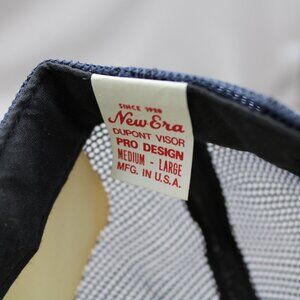 SINCE 1920
New Era
DUPONT VISOR
PRO DESIGN
MEDIUM - LARGE
MFG. IN U.S.A.